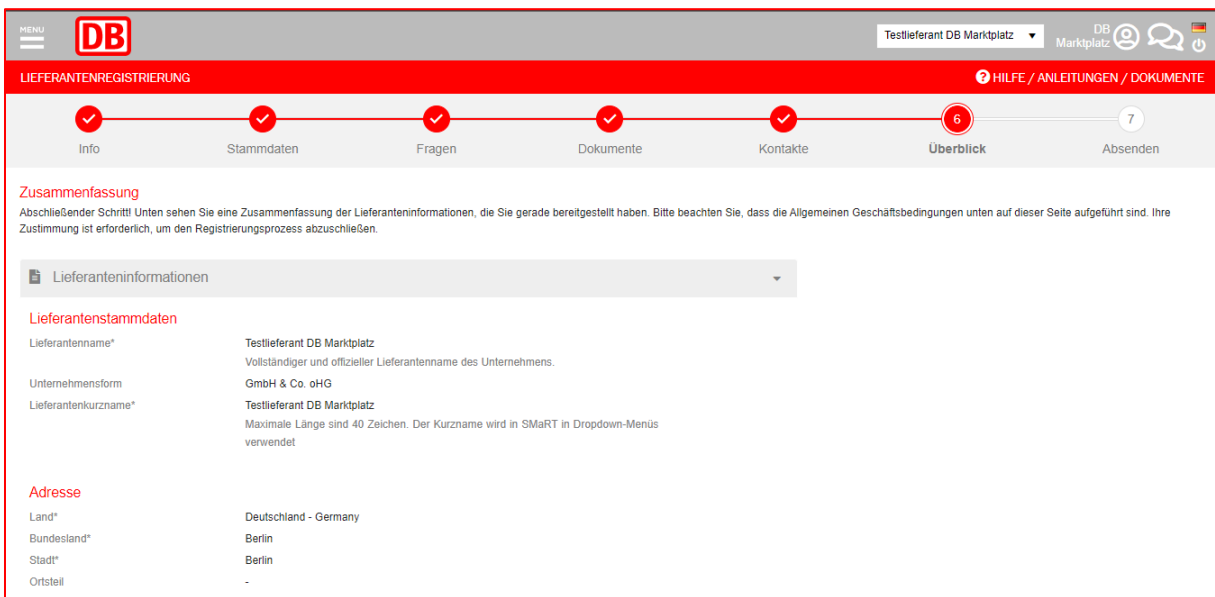 MENU
DB
Testlieferant DB Marktplatz
DB
Marktplatz
LIEFERANTENREGISTRIERUNG
? HILFE / ANLEITUNGEN / DOKUMENTE
6
7
Info
Stammdaten
Fragen
Dokumente
Kontakte
Überblick
Absenden
Zusammenfassung
Abschließender Schritt! Unten sehen Sie eine Zusammenfassung der Lieferanteninformationen, die Sie gerade bereitgestellt haben. Bitte beachten Sie, dass die Allgemeinen Geschäftsbedingungen unten auf dieser Seite aufgeführt sind. Ihre
Zustimmung ist erforderlich, um den Registrierungsprozess abzuschließen.
Lieferanteninformationen
Lieferantenstammdaten
Lieferantenname* Testlieferant DB Marktplatz
Vollständiger und offizieller Lieferantenname des Unternehmens.
Unternehmensform GmbH & Co. oHG
Lieferantenkurzname* Testlieferant DB Marktplatz
Maximale Länge sind 40 Zeichen. Der Kurzname wird in SMaRT in Dropdown-Menüs
verwendet
Adresse
Land* Deutschland - Germany
Bundesland* Berlin
Stadt* Berlin
Ortsteil -